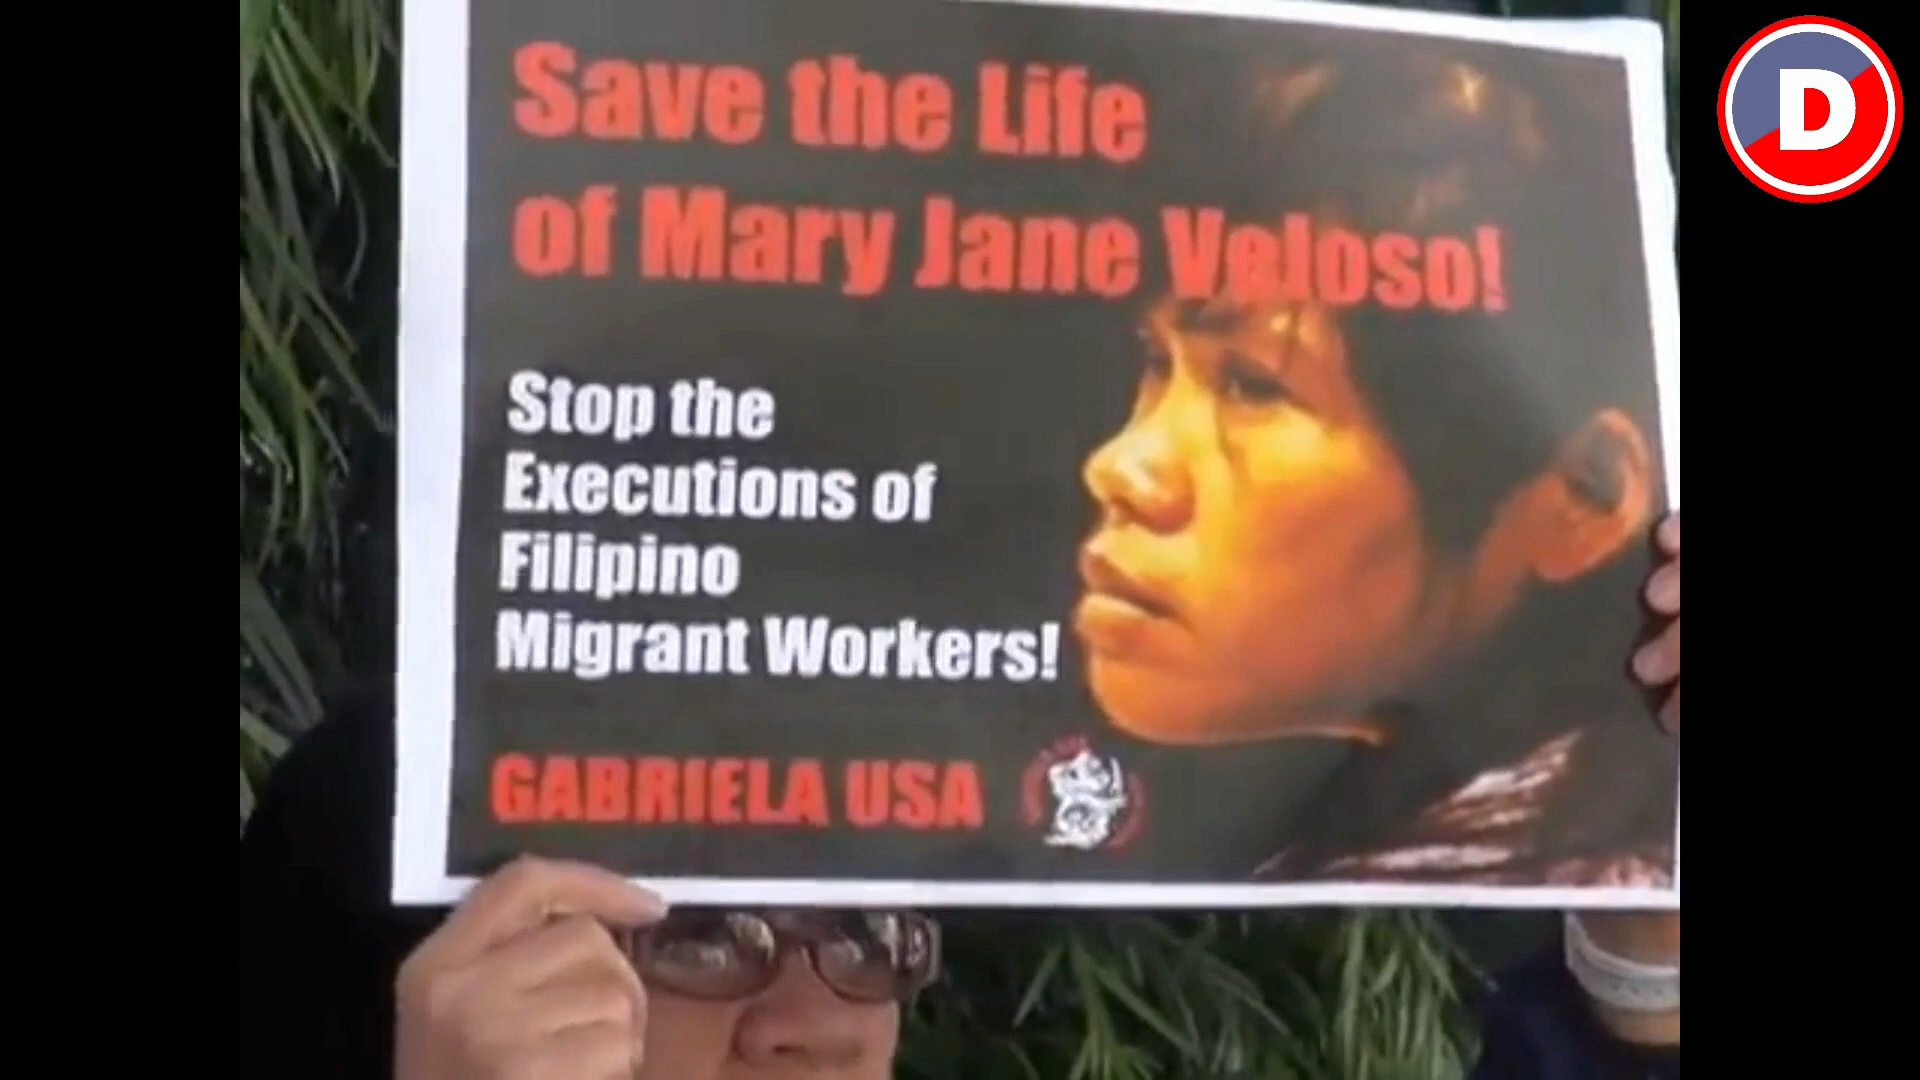 Save the Life
of Mary Jane Veloso!
Stop the
Executions of
Filipino
Migrant Workers!
GABRIELA USA
D